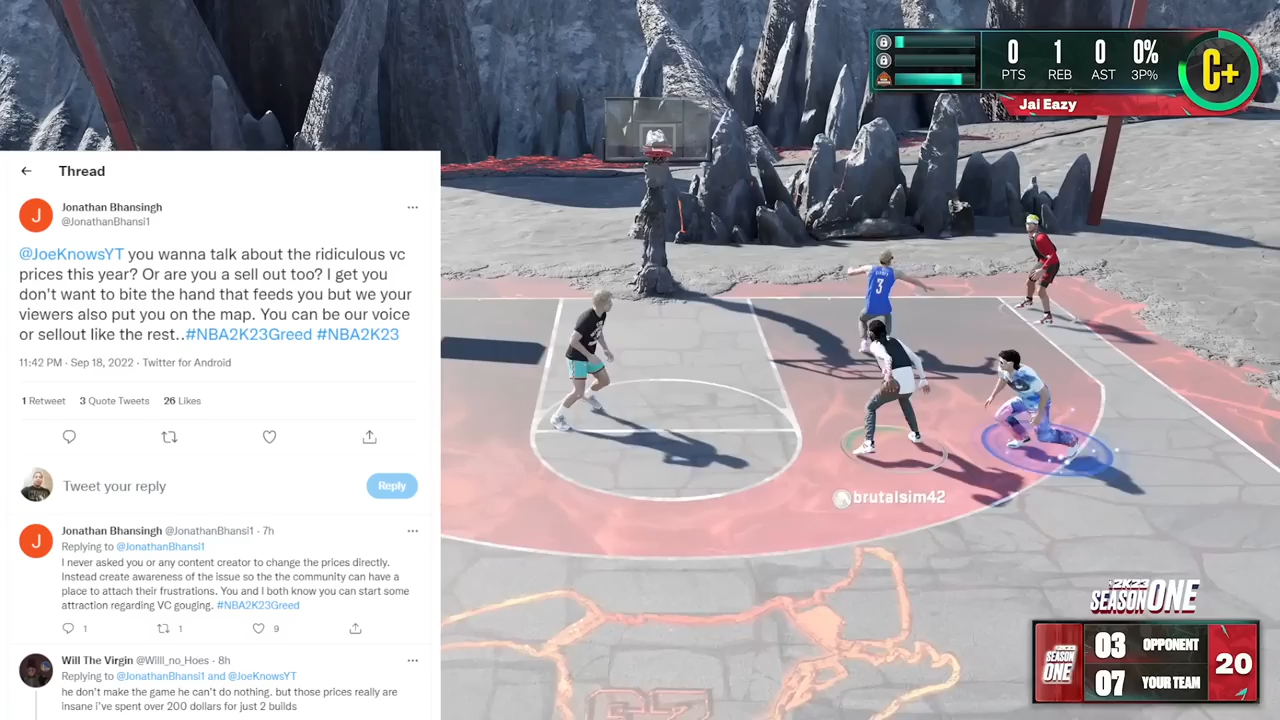 Thread
Jonathan Bhansingh
@JonathanBhansi1
@JoeKnowsYT you wanna talk about the ridiculous vc
prices this year? Or are you a sell out too? I get you
don't want to bite the hand that feeds you but we your
viewers also put you on the map. You can be our voice
or sellout like the rest..#NBA2K23Greed #NBA2K23
11:42 PM · Sep 18, 2022 · Twitter for Android
1 Retweet 3 Quote Tweets 26 Likes
Tweet your reply
Reply
Jonathan Bhansingh @JonathanBhansi1 · 7h
Replying to @JonathanBhansi1
I never asked you or any content creator to change the prices directly.
Instead create awareness of the issue so the the community can have a
place to attach their frustrations. You and I both know you can start some
attraction regarding VC gouging. #NBA2K23Greed
1 1 9
Will The Virgin @Willl_no_Hoes · 8h
Replying to @JonathanBhansi1 and @JoeKnowsYT
he don't make the game he can't do nothing. but those prices really are
insane i've spent over 200 dollars for just 2 builds
0 1 0 0%
PTS REB AST 3P%
C+
Jai Eazy
3
brutalsim42
2K23
SEASON ONE
SEASON
ONE
03 OPPONENT
07 YOUR TEAM
20